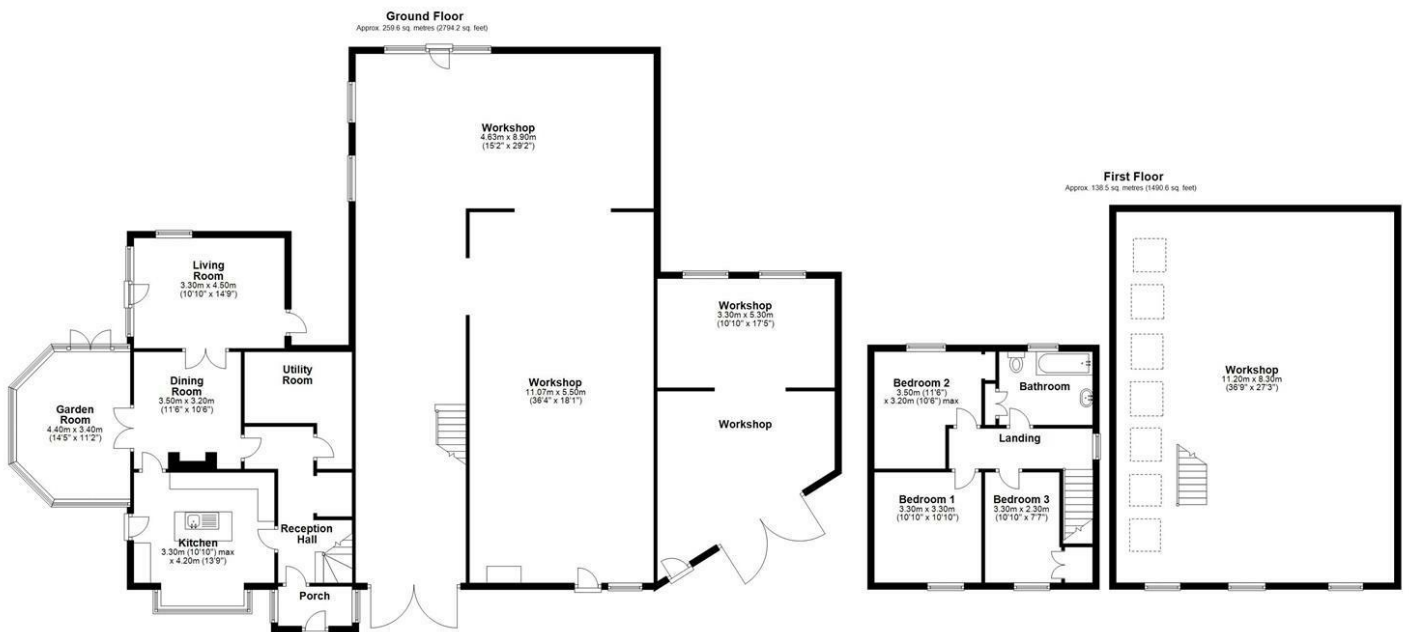 Ground Floor
Approx. 259.6 sq. metres (2794.2 sq. feet)
Workshop
4.63m x 8.90m
(15'2" x 29'2")
Living
Room
3.30m x 4.50m
(10'10" x 14'9")
Workshop
3.30m x 5.30m
(10'10" x 17'5")
Utility
Room
Dining
Room
3.50m x 3.20m
(11'6" x 10'6")
Garden
Room
4.40m x 3.40m
(14'5" x 11'2")
Workshop
11.07m x 5.50m
(36'4" x 18'1")
Workshop
Reception
Hall
Kitchen
3.30m (10'10") max
x 4.20m (13'9")
Porch
First Floor
Approx. 138.5 sq. metres (1490.6 sq. feet)
Bedroom 2
3.50m (11'6")
x 3.20m (10'6") max
Bathroom
Landing
Workshop
11.20m x 8.30m
(36'9" x 27'3")
Bedroom 1
3.30m x 3.30m
(10'10" x 10'10")
Bedroom 3
3.30m x 2.30m
(10'10" x 7'7")